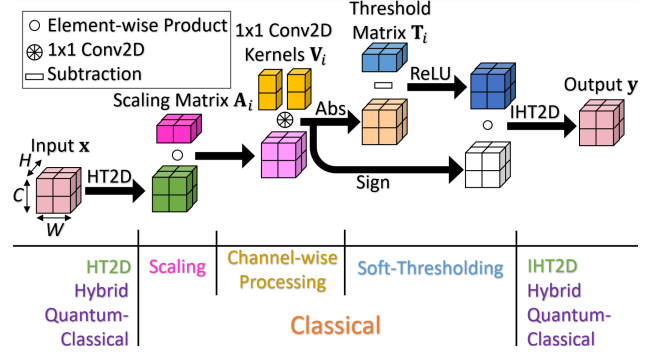 Element-wise Product
1x1 Conv2D
Subtraction
1x1 Conv2D
Kernels V_i
Threshold
Matrix T_i
Scaling Matrix A_i
Abs
ReLU
Output y
Input x
H
C
W
HT2D
Sign
IHT2D
HT2D
Hybrid
Quantum-
Classical
Scaling
Channel-wise
Processing
Soft-Thresholding
Classical
IHT2D
Hybrid
Quantum-
Classical